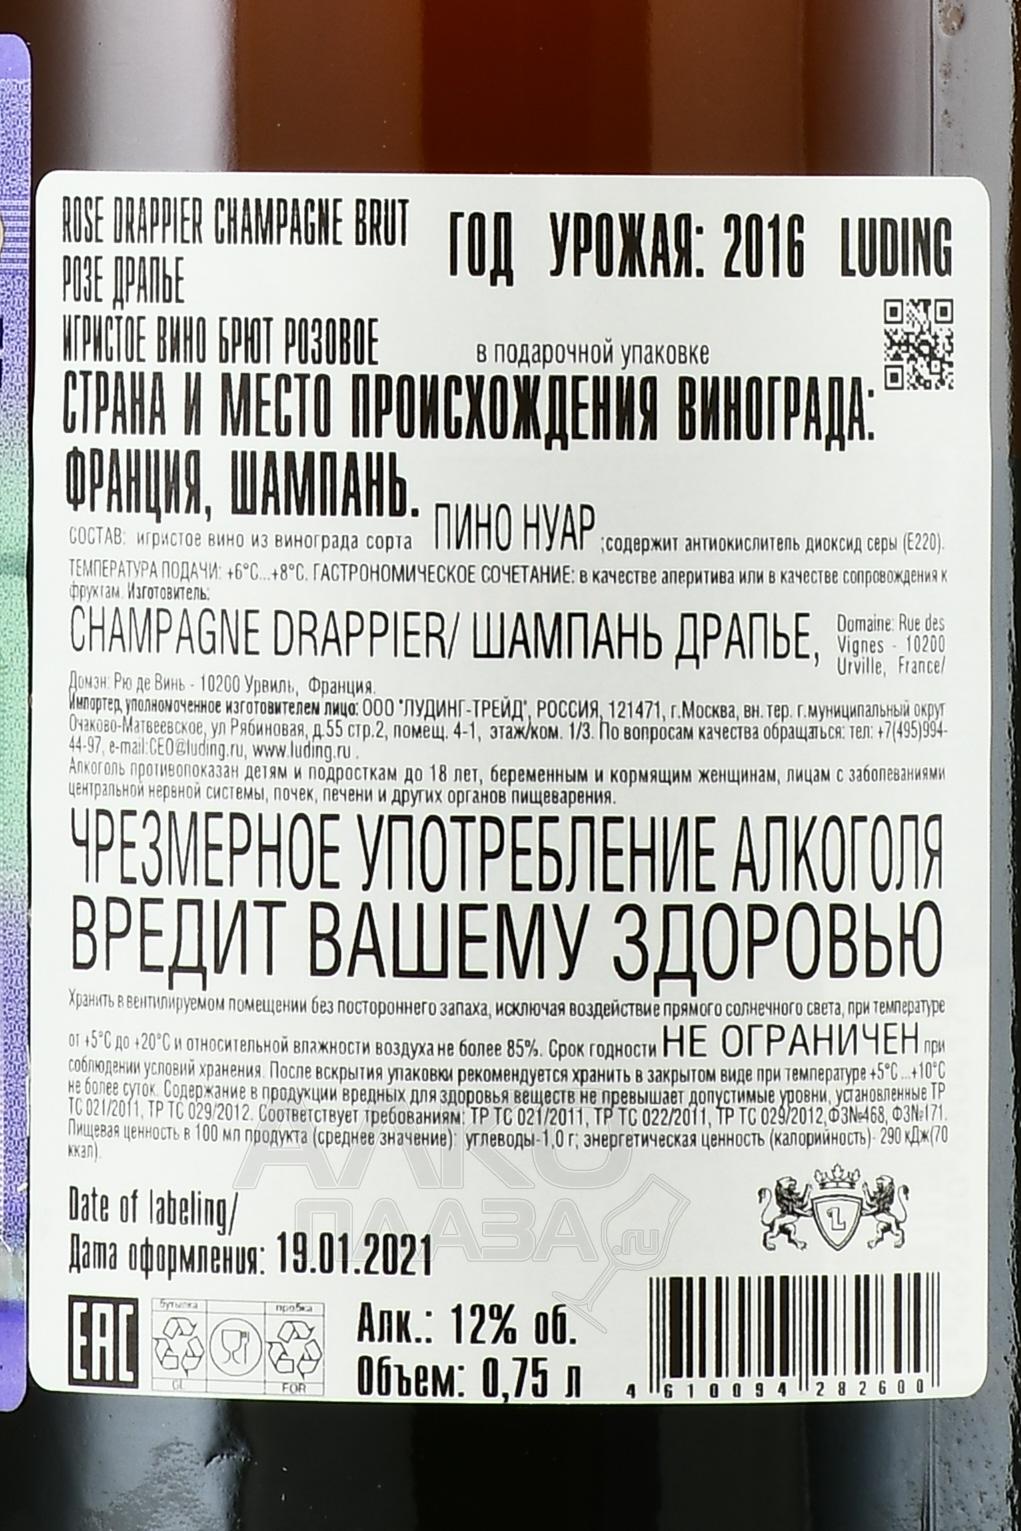 ROSE DRAPPIER CHAMPAGNE BRUT
РОЗЕ ДРАПЬЕ
ИГРИСТОЕ ВИНО БРЮТ РОЗОВОЕ
ГОД УРОЖАЯ: 2016 LUDING
в подарочной упаковке
СТРАНА И МЕСТО ПРОИСХОЖДЕНИЯ ВИНОГРАДА:
ФРАНЦИЯ, ШАМПАНЬ.
СОСТАВ: игристое вино из винограда сорта ПИНО НУАР ;содержит антиокислитель диоксид серы (Е220).
ТЕМПЕРАТУРА ПОДАЧИ: +6°С...+8°С. ГАСТРОНОМИЧЕСКОЕ СОЧЕТАНИЕ: в качестве аперитива или в качестве сопровождения к
фруктам. Изготовитель:
CHAMPAGNE DRAPPIER/ ШАМПАНЬ ДРАПЬЕ,
Domaine: Rue des
Vignes - 10200
Urville, France/
Домэн: Рю де Винь - 10200 Урвиль, Франция.
Импортер, уполномоченное изготовителем лицо: ООО "ЛУДИНГ-ТРЕЙД", РОССИЯ, 121471, г.Москва, вн. тер. г.муниципальный округ
Очаково-Матвеевское, ул Рябиновая, д.55 стр.2, помещ. 4-1, этаж/ком. 1/3. По вопросам качества обращаться: тел: +7(495)994-
44-97, e-mail:CEO@luding.ru, www.luding.ru .
Алкоголь противопоказан детям и подросткам до 18 лет, беременным и кормящим женщинам, лицам с заболеваниями
центральной нервной системы, почек, печени и других органов пищеварения.
ЧРЕЗМЕРНОЕ УПОТРЕБЛЕНИЕ АЛКОГОЛЯ
ВРЕДИТ ВАШЕМУ ЗДОРОВЬЮ
Хранить в вентилируемом помещении без постороннего запаха, исключая воздействие прямого солнечного света, при температуре
от +5°С до +20°С и относительной влажности воздуха не более 85%. Срок годности НЕ ОГРАНИЧЕН при
соблюдении условий хранения. После вскрытия упаковки рекомендуется хранить в закрытом виде при температуре +5°С ...+10°С
не более суток. Содержание в продукции вредных для здоровья веществ не превышает допустимые уровни, установленные ТР
ТС 021/2011, ТР ТС 029/2012. Соответствует требованиям: ТР ТС 021/2011, ТР ТС 022/2011, ТР ТС 029/2012,ФЗ№468, ФЗ№171.
Пищевая ценность в 100 мл продукта (среднее значение): углеводы-1,0 г; энергетическая ценность (калорийность)- 290 кДж(70
ккал).
АЛКО
ПЛАЗА.ru
Date of labeling/
Дата оформления: 19.01.2021
L
EAC
бутылка
пробка
GL
FOR
Алк.: 12% об.
Объем: 0,75 л
4 610094 282600